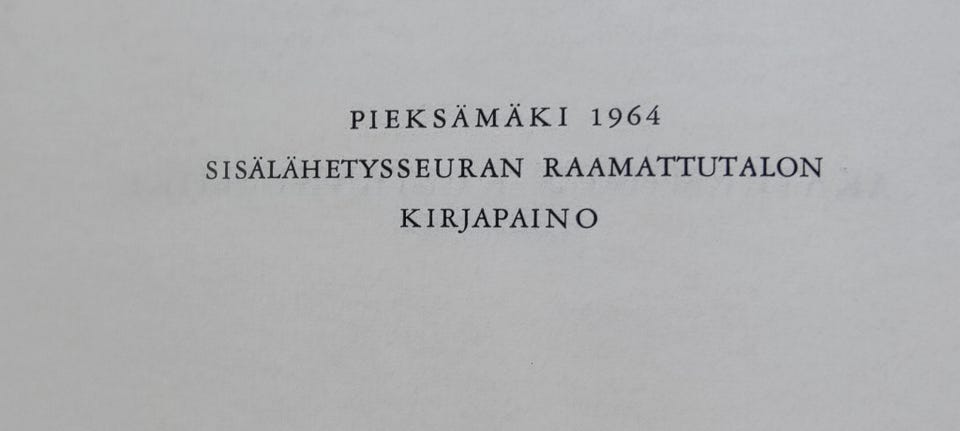 PIEKSÄMÄKI 1964
SISÄLÄHETYSSEURAN RAAMATTUTALON
KIRJAPAINO